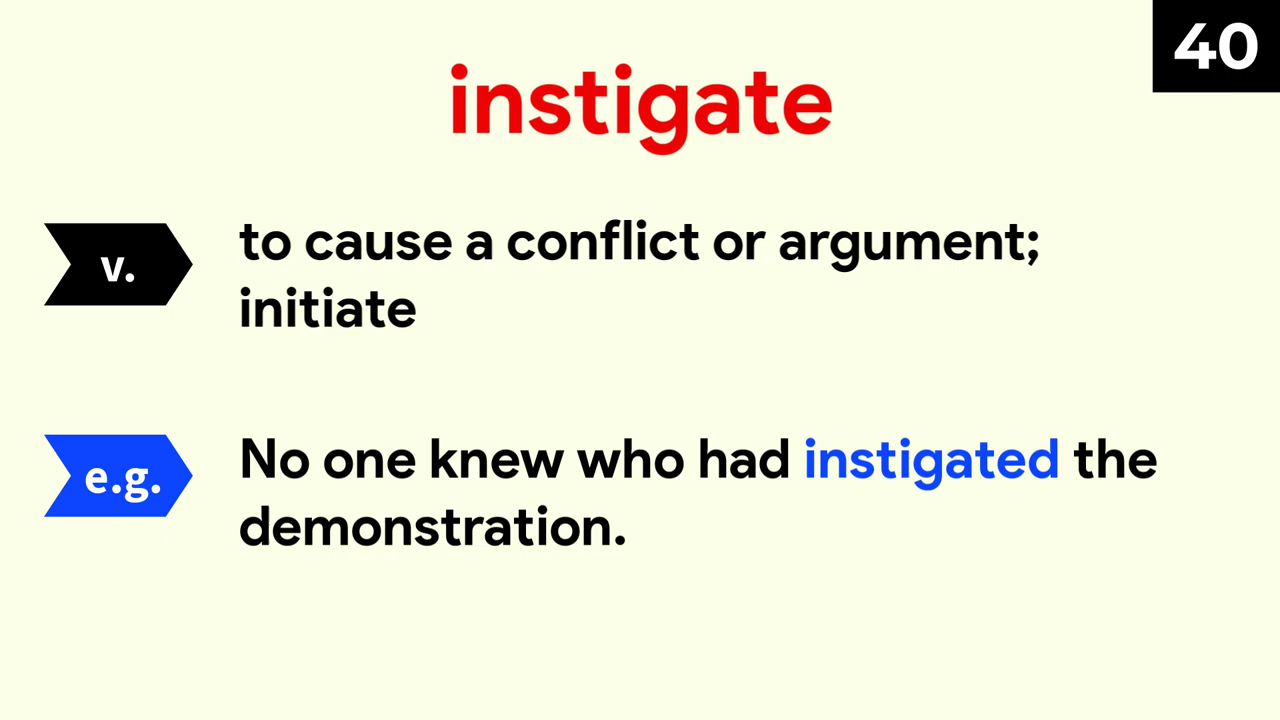 40
instigate
v.
to cause a conflict or argument;
initiate
e.g.
No one knew who had instigated the
demonstration.